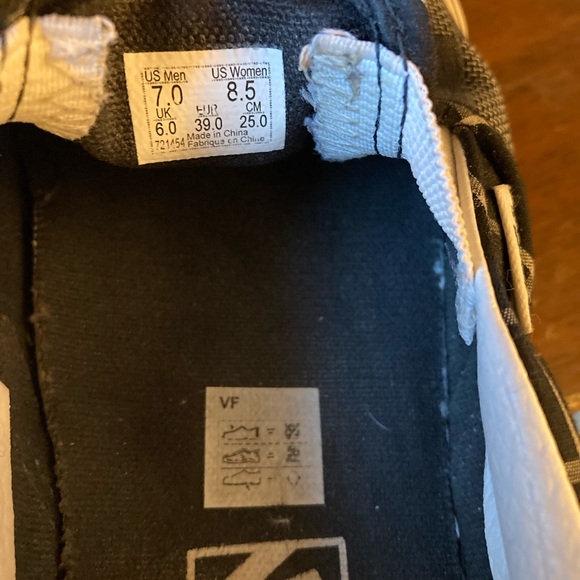 US Men US Women
7.0 8.5
UK EUR CM
6.0 39.0 25.0
721454 Made in China
Fabriqué en Chine
VF